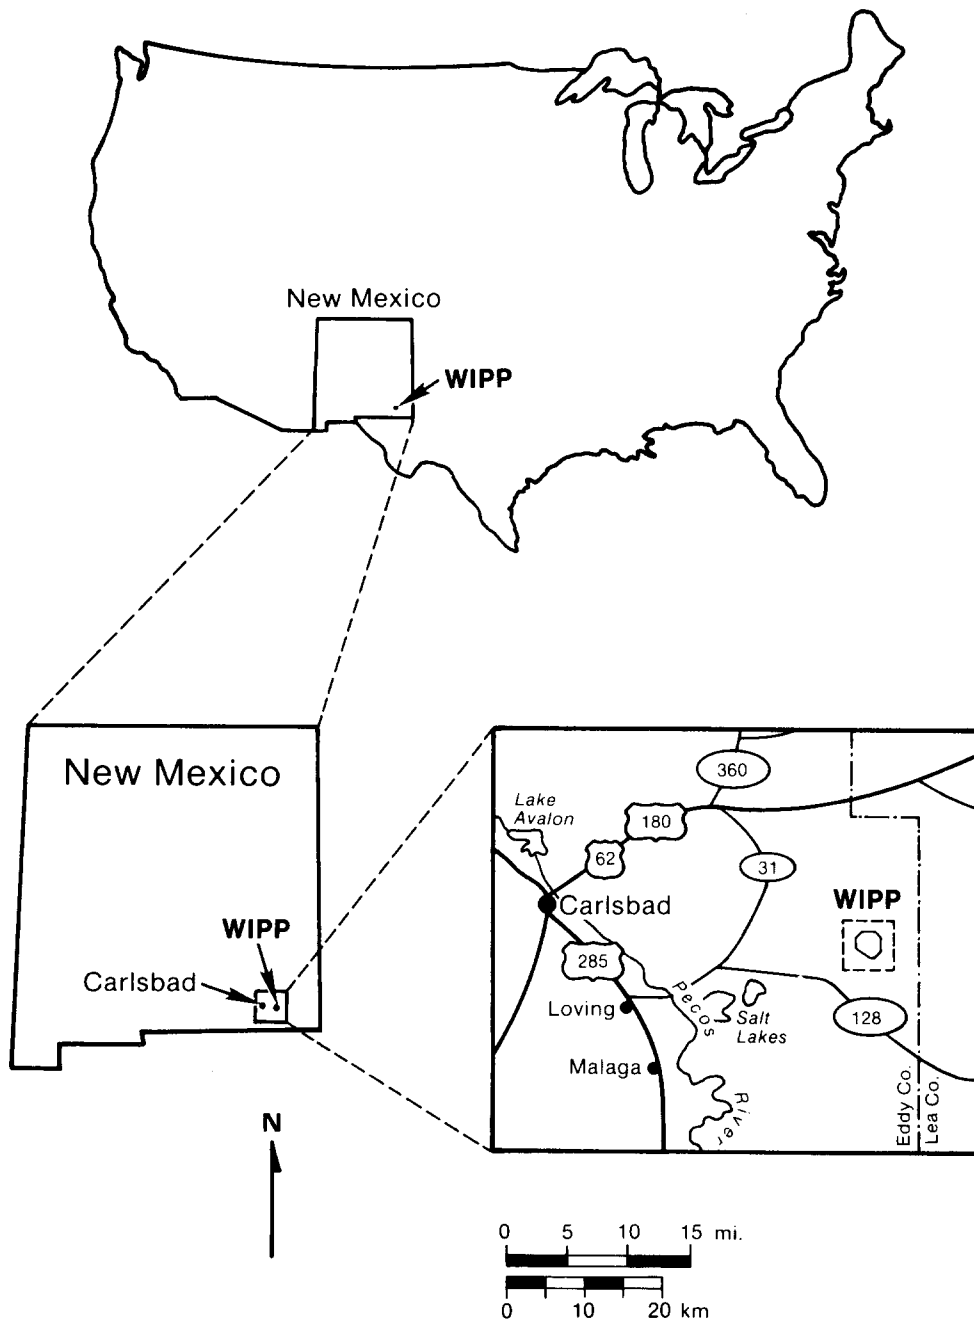 New Mexico
WIPP
New Mexico
WIPP
Carlsbad
N
360
Lake
Avalon
180
62
31
WIPP
Carlsbad
285
Pecos
Loving
Salt
Lakes
128
Malaga
River
Eddy Co.
Lea Co.
0 5 10 15 mi.
0 10 20 km